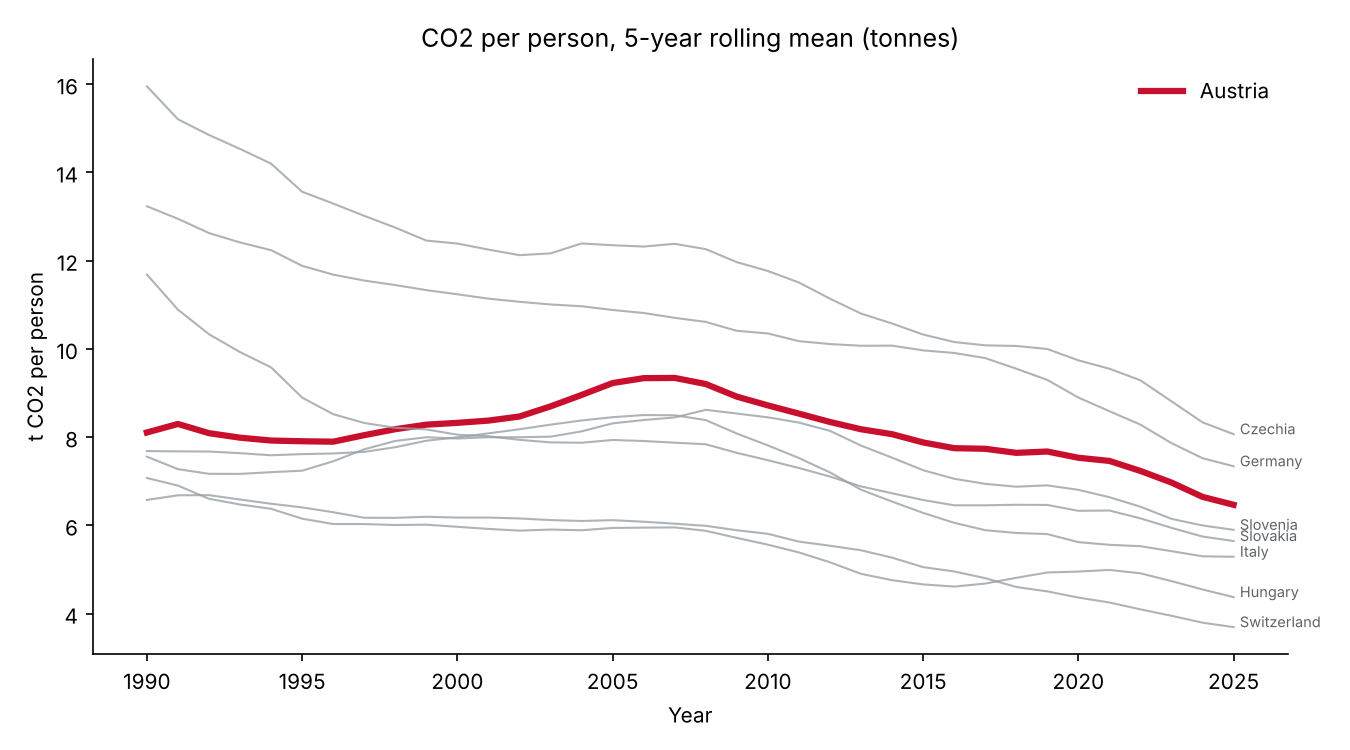 CO2 per person, 5-year rolling mean (tonnes)
Austria
t CO2 per person
16
14
12
10
8
6
4
Czechia
Germany
Slovenia
Slovakia
Italy
Hungary
Switzerland
1990 1995 2000 2005 2010 2015 2020 2025
Year